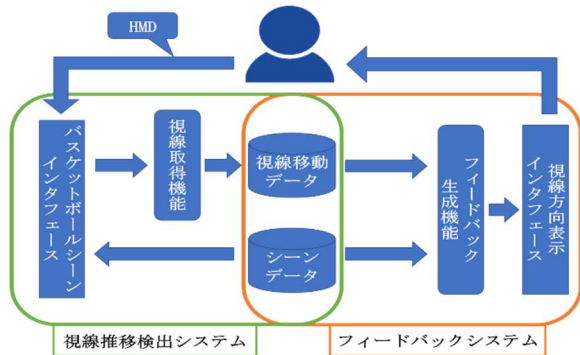 HMD
バスケットボールシーン
インタフェース
視線取得機能
視線移動
データ
シーン
データ
フィードバック
生成機能
視線方向表示
インタフェース
視線推移検出システム
フィードバックシステム